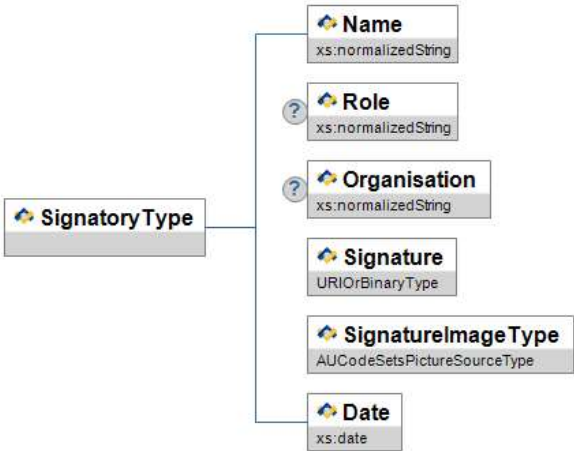 Name
xs:normalizedString
?
Role
xs:normalizedString
?
Organisation
xs:normalizedString
SignatoryType
Signature
URIOrBinaryType
SignatureImageType
AUCodeSetsPictureSourceType
Date
xs:date